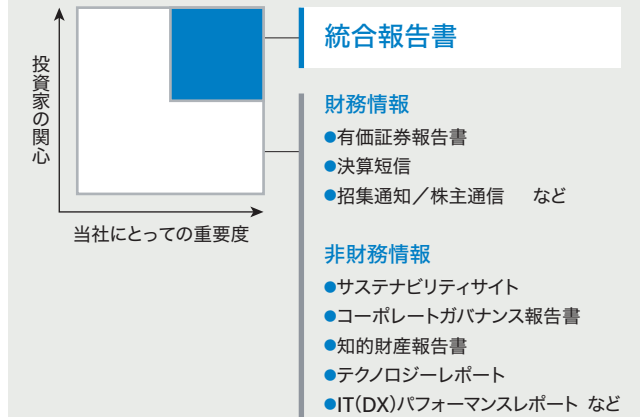 投資家の関心
当社にとっての重要度
統合報告書
財務情報
●有価証券報告書
●決算短信
●招集通知／株主通信　など
非財務情報
●サステナビリティサイト
●コーポレートガバナンス報告書
●知的財産報告書
●テクノロジーレポート
●IT(DX)パフォーマンスレポート など